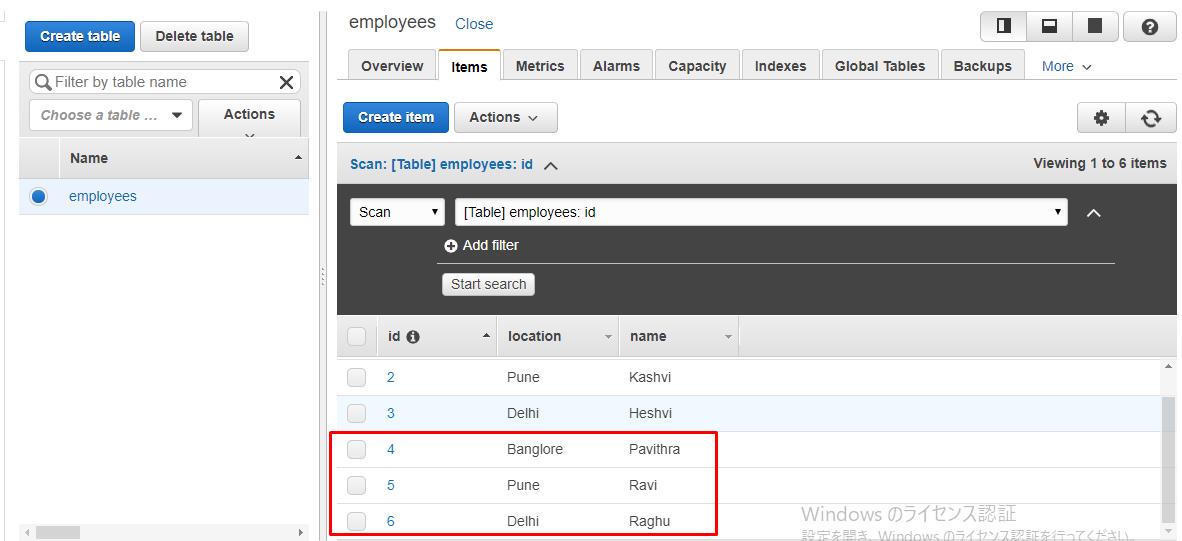 Create table Delete table
Filter by table name
Choose a table ... Actions
Name
employees
employees Close
Overview Items Metrics Alarms Capacity Indexes Global Tables Backups More
Create item Actions
Scan: [Table] employees: id Viewing 1 to 6 items
Scan [Table] employees: id
Add filter
Start search
id location name
2 Pune Kashvi
3 Delhi Heshvi
4 Banglore Pavithra
5 Pune Ravi
6 Delhi Raghu
Windows のライセンス認証
設定を開き、Windows のライセンス認証を行ってください。